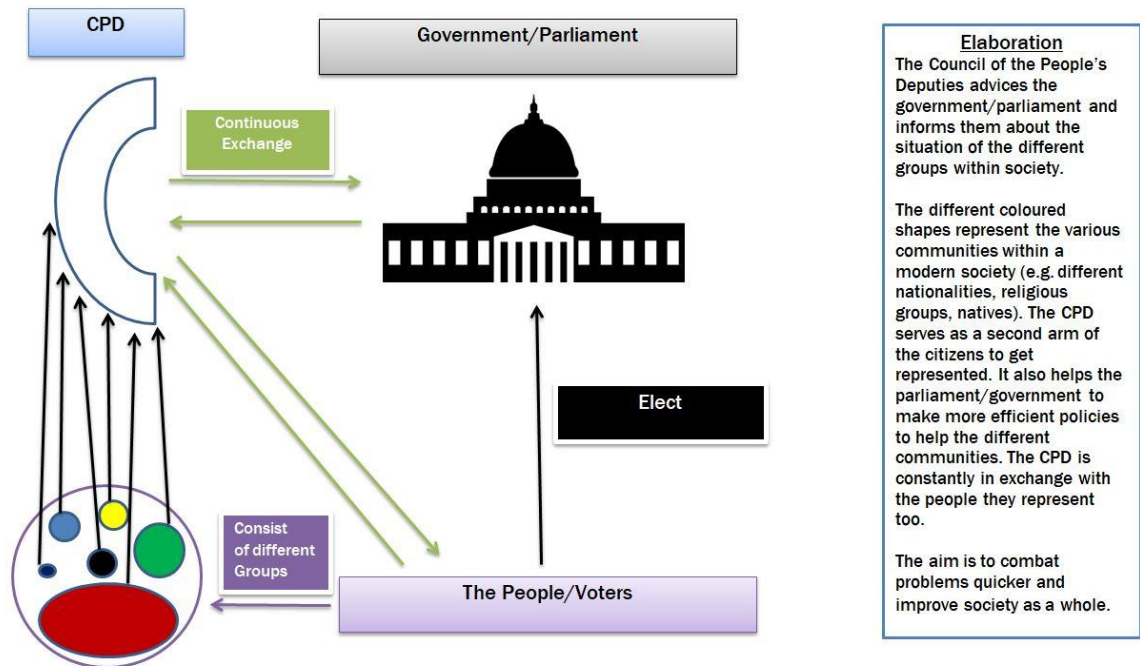 CPD
Government/Parliament
Continuous
Exchange
Elect
Consist
of different
Groups
The People/Voters
Elaboration
The Council of the People's
Deputies advices the
government/parliament and
informs them about the
situation of the different
groups within society.
The different coloured
shapes represent the various
communities within a
modern society (e.g. different
nationalities, religious
groups, natives). The CPD
serves as a second arm of
the citizens to get
represented. It also helps the
parliament/government to
make more efficient policies
to help the different
communities. The CPD is
constantly in exchange with
the people they represent
too.
The aim is to combat
problems quicker and
improve society as a whole.